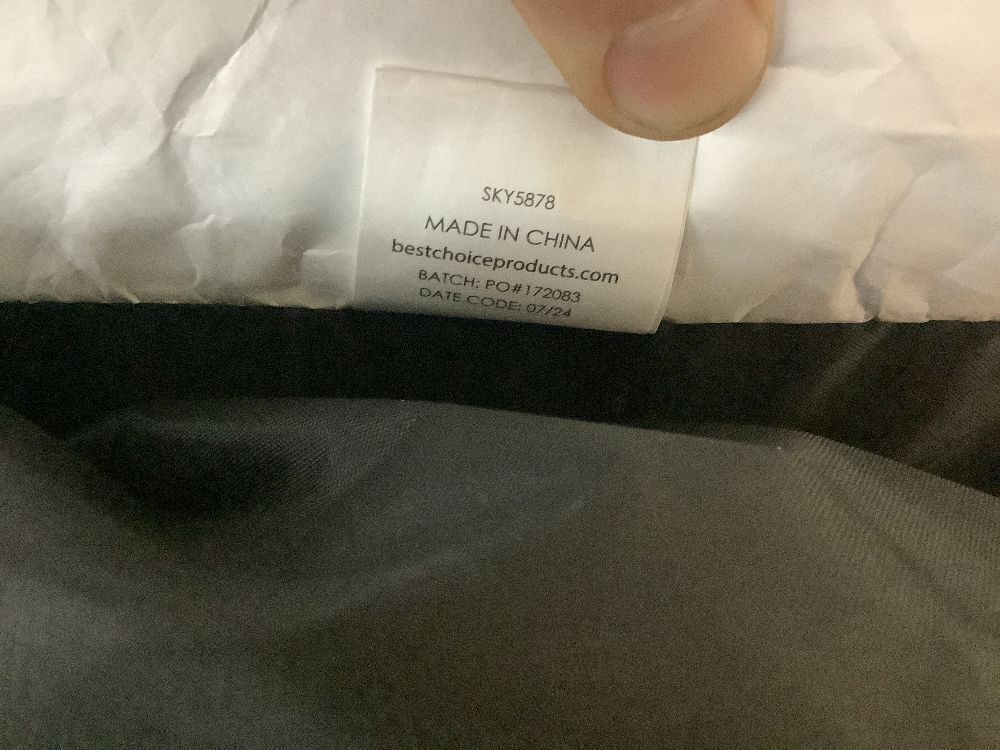 SKY5878
MADE IN CHINA
bestchoiceproducts.com
BATCH: PO#172083
DATE CODE: 07/24